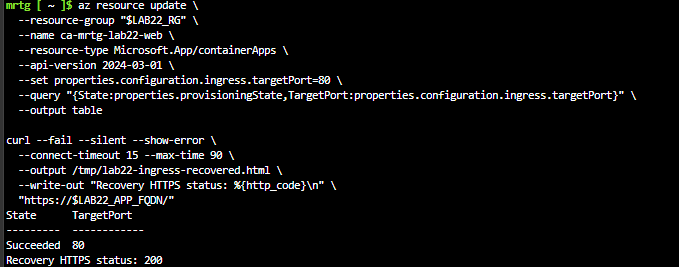 mrtg [ ~ ]$ az resource update \
  --resource-group "$LAB22_RG" \
  --name ca-mrtg-lab22-web \
  --resource-type Microsoft.App/containerApps \
  --api-version 2024-03-01 \
  --set properties.configuration.ingress.targetPort=80 \
  --query "{State:properties.provisioningState,TargetPort:properties.configuration.ingress.targetPort}" \
  --output table

curl --fail --silent --show-error \
  --connect-timeout 15 --max-time 90 \
  --output /tmp/lab22-ingress-recovered.html \
  --write-out "Recovery HTTPS status: %{http_code}\n" \
  "https://$LAB22_APP_FQDN/"
State      TargetPort
---------  ------------
Succeeded  80
Recovery HTTPS status: 200